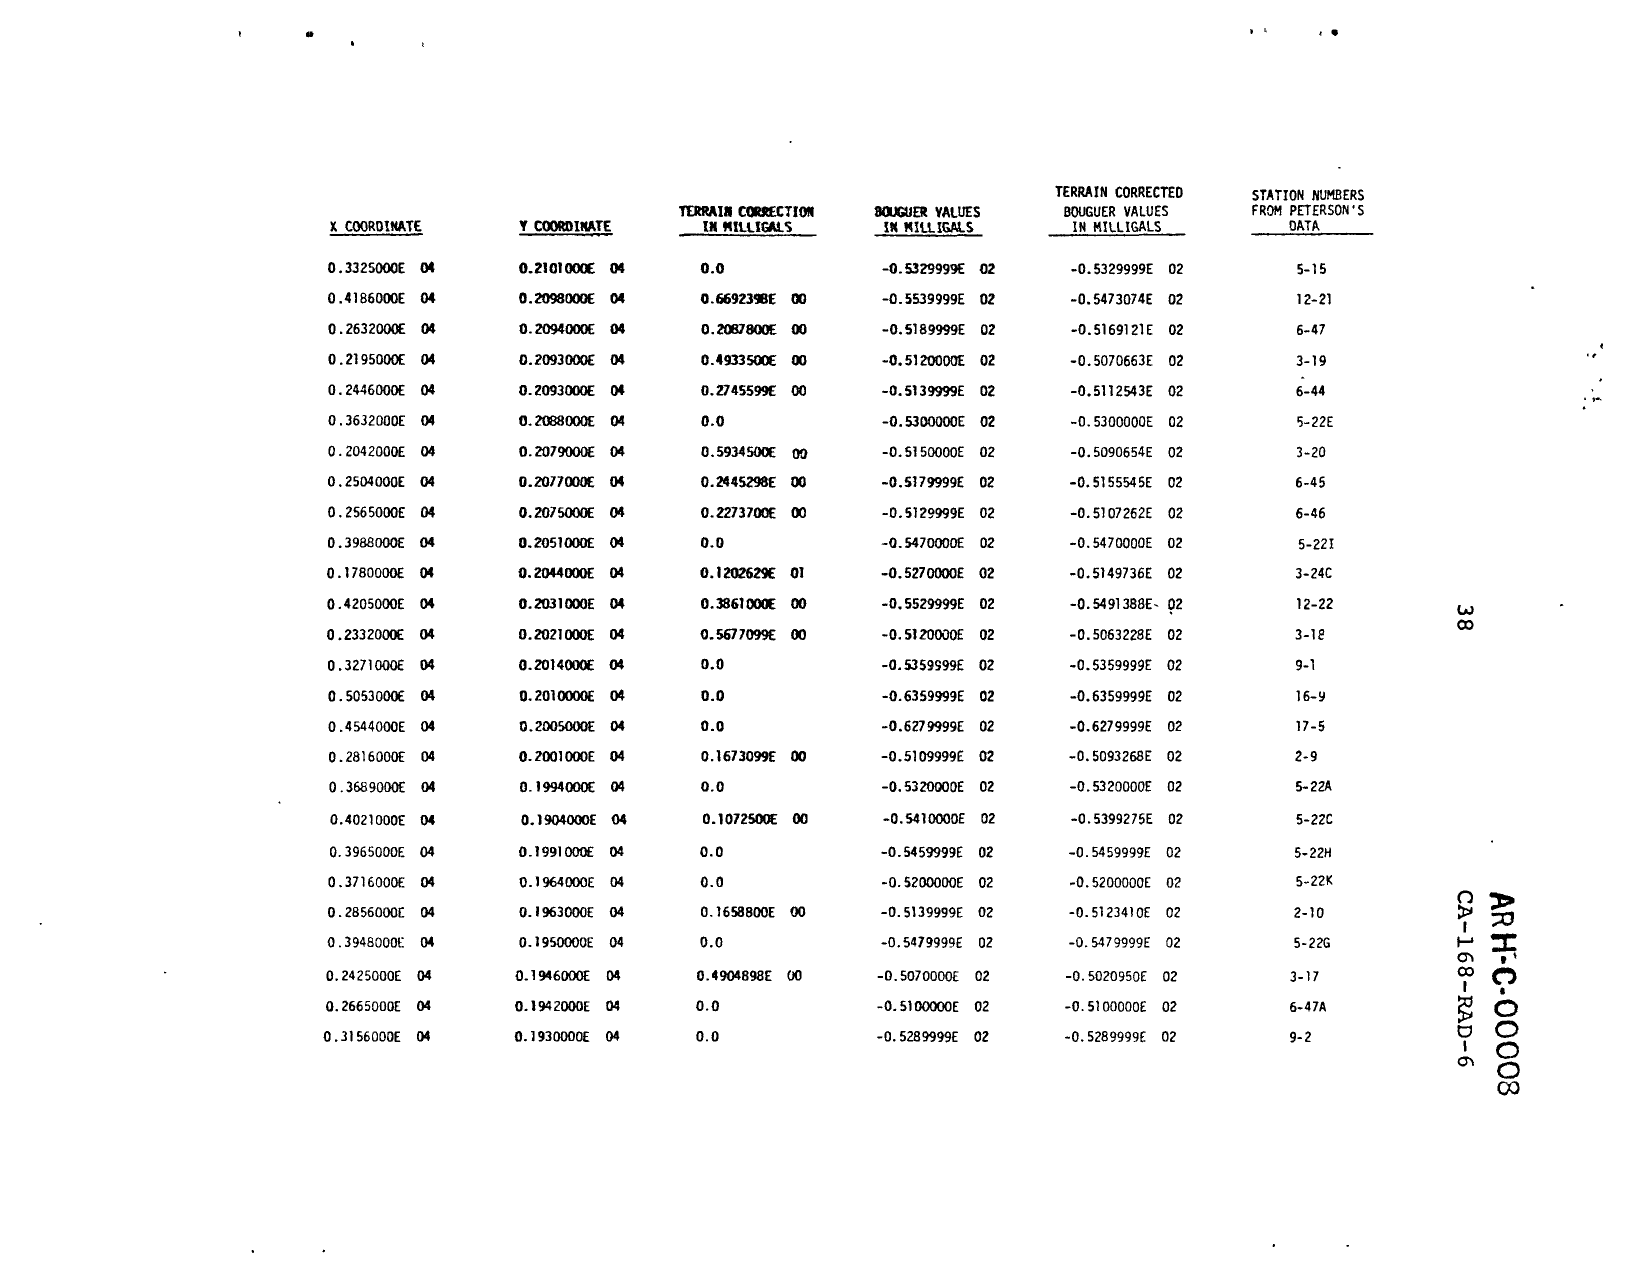 X COORDINATE Y COORDINATE TERRAIN CORRECTION IN MILLIGALS BOUGUER VALUES IN MILLIGALS TERRAIN CORRECTED BOUGUER VALUES IN MILLIGALS STATION NUMBERS FROM PETERSON'S DATA
0.3325000E 04 0.2101000E 04 0.0 -0.5329999E 02 -0.5329999E 02 5-15
0.4186000E 04 0.2098000E 04 0.6692398E 00 -0.5539999E 02 -0.5473074E 02 12-21
0.2632000E 04 0.2094000E 04 0.2087800E 00 -0.5189999E 02 -0.5169121E 02 6-47
0.2195000E 04 0.2093000E 04 0.4933500E 00 -0.5120000E 02 -0.5070663E 02 3-19
0.2446000E 04 0.2093000E 04 0.2745599E 00 -0.5139999E 02 -0.5112543E 02 6-44
0.3632000E 04 0.2088000E 04 0.0 -0.5300000E 02 -0.5300000E 02 5-22E
0.2042000E 04 0.2079000E 04 0.5934500E 00 -0.5150000E 02 -0.5090654E 02 3-20
0.2504000E 04 0.2077000E 04 0.2445298E 00 -0.5179999E 02 -0.5155545E 02 6-45
0.2565000E 04 0.2075000E 04 0.2273700E 00 -0.5129999E 02 -0.5107262E 02 6-46
0.3988000E 04 0.2051000E 04 0.0 -0.5470000E 02 -0.5470000E 02 5-22I
0.1780000E 04 0.2044000E 04 0.1202629E 01 -0.5270000E 02 -0.5149736E 02 3-24C
0.4205000E 04 0.2031000E 04 0.3861000E 00 -0.5529999E 02 -0.5491388E 02 12-22
0.2332000E 04 0.2021000E 04 0.5677099E 00 -0.5120000E 02 -0.5063228E 02 3-18
0.3271000E 04 0.2014000E 04 0.0 -0.5359999E 02 -0.5359999E 02 9-1
0.5053000E 04 0.2010000E 04 0.0 -0.6359999E 02 -0.6359999E 02 16-9
0.4544000E 04 0.2005000E 04 0.0 -0.6279999E 02 -0.6279999E 02 17-5
0.2816000E 04 0.2001000E 04 0.1673099E 00 -0.5109999E 02 -0.5093268E 02 2-9
0.3689000E 04 0.1994000E 04 0.0 -0.5320000E 02 -0.5320000E 02 5-22A
0.4021000E 04 0.1904000E 04 0.1072500E 00 -0.5410000E 02 -0.5399275E 02 5-22C
0.3965000E 04 0.1991000E 04 0.0 -0.5459999E 02 -0.5459999E 02 5-22H
0.3716000E 04 0.1964000E 04 0.0 -0.5200000E 02 -0.5200000E 02 5-22K
0.2856000E 04 0.1963000E 04 0.1658800E 00 -0.5139999E 02 -0.5123410E 02 2-10
0.3948000E 04 0.1950000E 04 0.0 -0.5479999E 02 -0.5479999E 02 5-22G
0.2425000E 04 0.1946000E 04 0.4904898E 00 -0.5070000E 02 -0.5020950E 02 3-17
0.2665000E 04 0.1942000E 04 0.0 -0.5100000E 02 -0.5100000E 02 6-47A
0.3156000E 04 0.1930000E 04 0.0 -0.5289999E 02 -0.5289999E 02 9-2
38
ARH-C-00008
CA-168-RAD-6